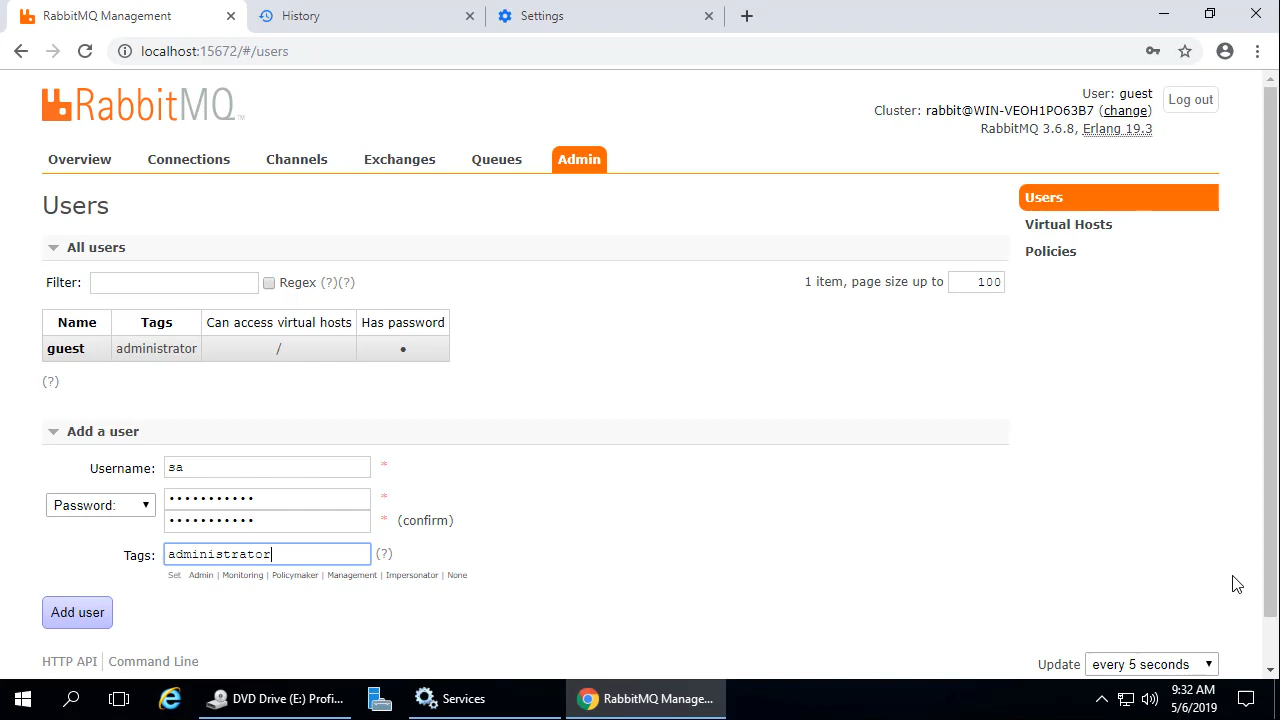 RabbitMQ Management
History
Settings
localhost:15672/#/users
RabbitMQ™
User: guest
Cluster: rabbit@WIN-VEOH1PO63B7 (change)
RabbitMQ 3.6.8, Erlang 19.3
Log out
Overview Connections Channels Exchanges Queues Admin
Users
Users
Virtual Hosts
Policies
All users
Filter: Regex (?)(?) 1 item, page size up to 100
Name Tags Can access virtual hosts Has password
guest administrator / •
(?)
Add a user
Username: sa *
Password: ••••••••••• *
••••••••••• * (confirm)
Tags: administrator (?)
Set Admin | Monitoring | Policymaker | Management | Impersonator | None
Add user
HTTP API | Command Line
Update every 5 seconds
DVD Drive (E:) Profi...
Services
RabbitMQ Manage...
9:32 AM
5/6/2019